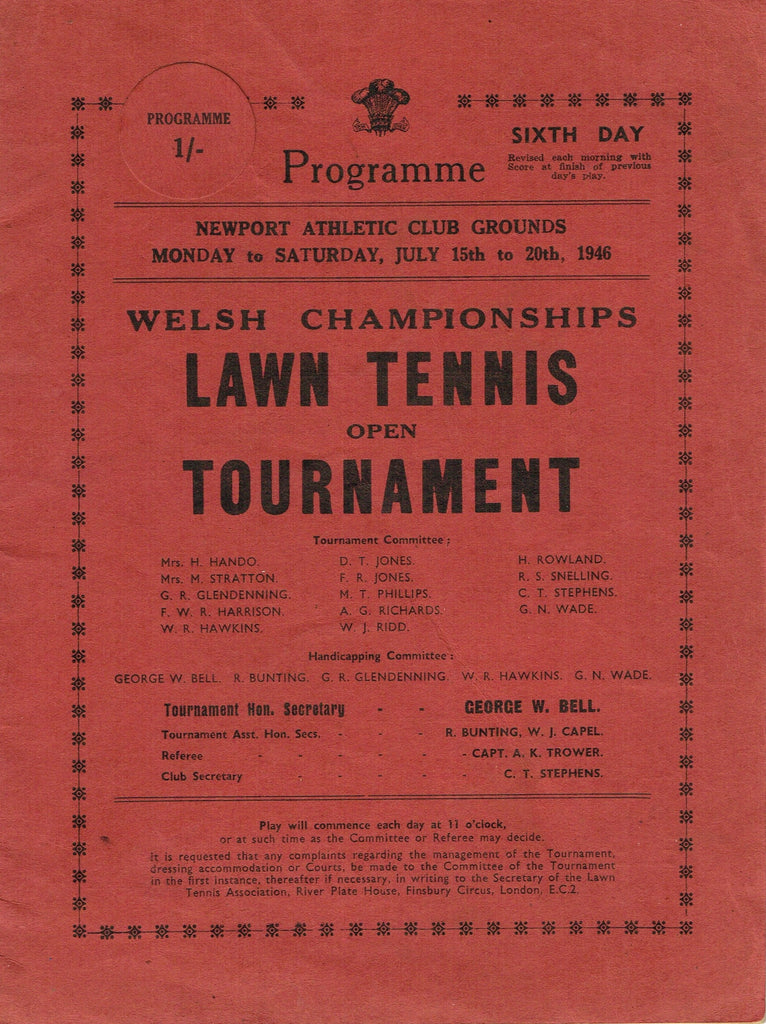 PROGRAMME
1/-
Programme
SIXTH DAY
Revised each morning with
Score at finish of previous
day's play.
NEWPORT ATHLETIC CLUB GROUNDS
MONDAY to SATURDAY, JULY 15th to 20th, 1946
WELSH CHAMPIONSHIPS
LAWN TENNIS
OPEN
TOURNAMENT
Tournament Committee :
Mrs. H. HANDO. D. T. JONES. H. ROWLAND.
Mrs. M. STRATTON. F. R. JONES. R. S. SNELLING.
G. R. GLENDENNING. M. T. PHILLIPS. C. T. STEPHENS.
F. W. R. HARRISON. A. G. RICHARDS. G. N. WADE.
W. R. HAWKINS. W. J. RIDD.
Handicapping Committee :
GEORGE W. BELL. R. BUNTING. G. R. GLENDENNING. W. R. HAWKINS. G. N. WADE.
Tournament Hon. Secretary - - GEORGE W. BELL.
Tournament Asst. Hon. Secs. - - - R. BUNTING, W. J. CAPEL.
Referee - - - - - - CAPT. A. K. TROWER.
Club Secretary - - - - - C. T. STEPHENS.
Play will commence each day at 11 o'clock,
or at such time as the Committee or Referee may decide.
It is requested that any complaints regarding the management of the Tournament,
dressing accommodation or Courts, be made to the Committee of the Tournament
in the first instance, thereafter if necessary, in writing to the Secretary of the Lawn
Tennis Association, River Plate House, Finsbury Circus, London, E.C.2.